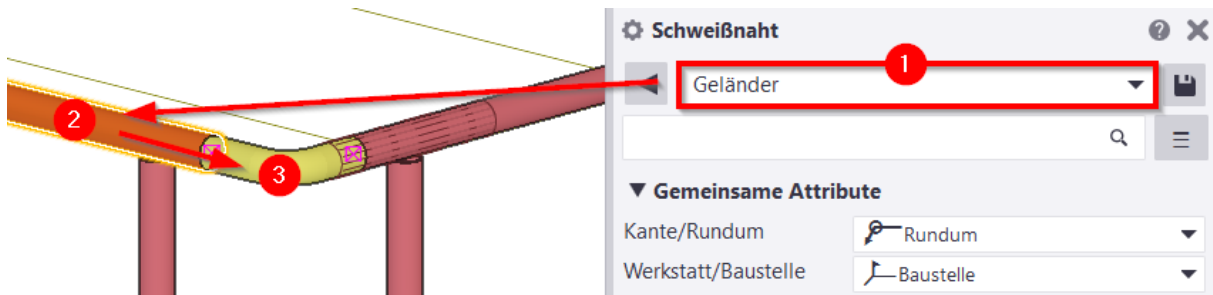 Schweißnaht
1
Geländer
2
3
Gemeinsame Attribute
Kante/Rundum Rundum
Werkstatt/Baustelle Baustelle